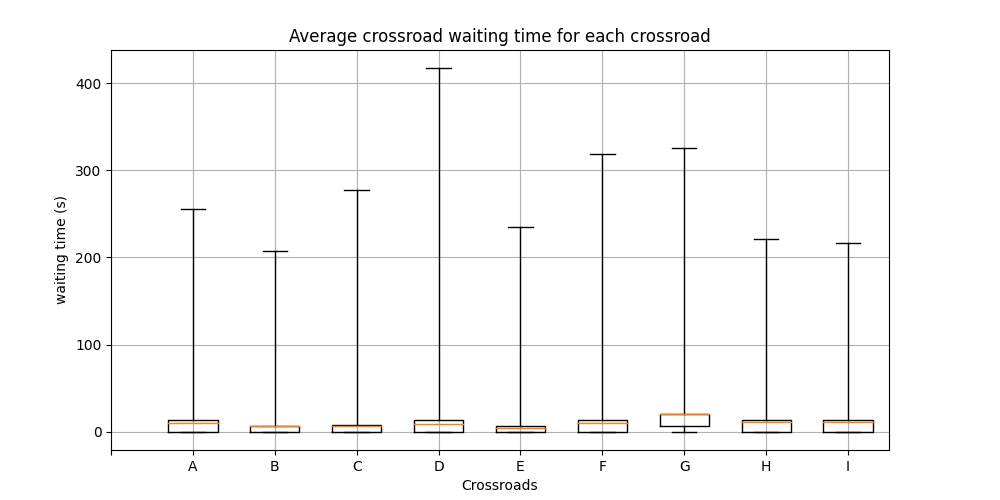 Average crossroad waiting time for each crossroad
400
300
200
100
0
waiting time (s)
A B C D E F G H I
Crossroads